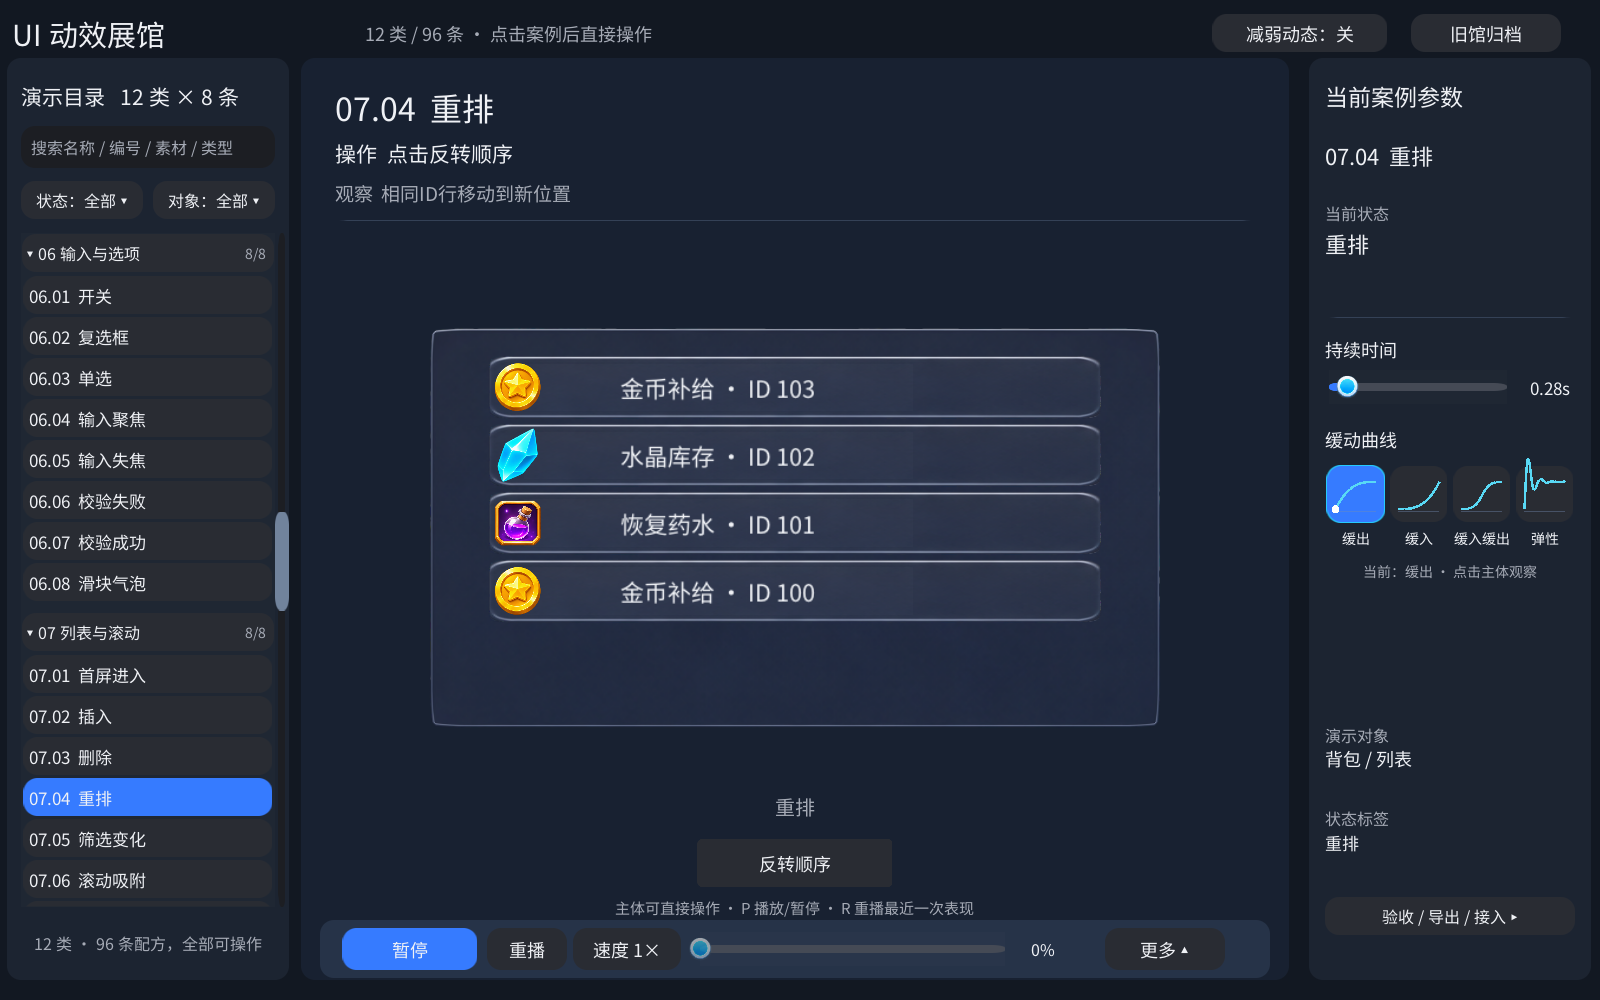 UI 动效展馆
12 类 / 96 条 · 点击案例后直接操作
减弱动态：关
旧馆归档
演示目录 12 类 × 8 条
搜索名称 / 编号 / 素材 / 类型
状态：全部 ▾
对象：全部 ▾
▾ 06 输入与选项 8/8
06.01 开关
06.02 复选框
06.03 单选
06.04 输入聚焦
06.05 输入失焦
06.06 校验失败
06.07 校验成功
06.08 滑块气泡
▾ 07 列表与滚动 8/8
07.01 首屏进入
07.02 插入
07.03 删除
07.04 重排
07.05 筛选变化
07.06 滚动吸附
12 类 · 96 条配方，全部可操作
07.04 重排
操作 点击反转顺序
观察 相同ID行移动到新位置
金币补给 · ID 103
水晶库存 · ID 102
恢复药水 · ID 101
金币补给 · ID 100
重排
反转顺序
主体可直接操作 · P 播放/暂停 · R 重播最近一次表现
暂停
重播
速度 1×
0%
更多 ▴
当前案例参数
07.04 重排
当前状态
重排
持续时间
0.28s
缓动曲线
缓出 缓入 缓入缓出 弹性
当前：缓出 · 点击主体观察
演示对象
背包 / 列表
状态标签
重排
验收 / 导出 / 接入 ▸